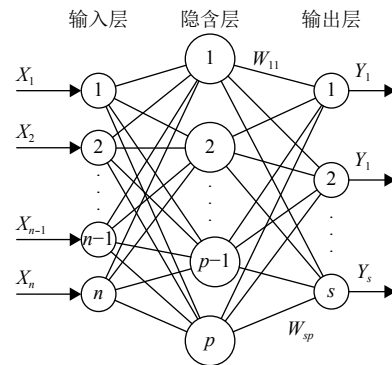 输入层 隐含层 输出层
X₁ 1 1 W₁₁ 1 Y₁
X₂ 2 2 2 Y₁
Xₙ₋₁ n−1 p−1
Xₙ n s Yₛ
p Wₛₚ